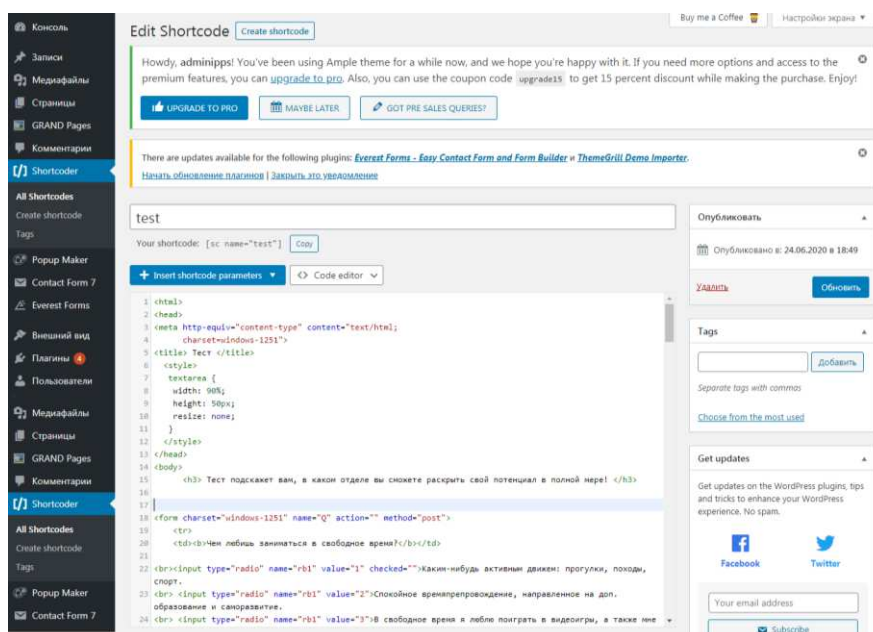 Buy me a Coffee
Настройки экрана ▼
Консоль
Записи
Медиафайлы
Страницы
GRAND Pages
Комментарии
[/] Shortcoder
All Shortcodes
Create shortcode
Tags
Popup Maker
Contact Form 7
Everest Forms
Внешний вид
Плагины 4
Пользователи
Медиафайлы
Страницы
GRAND Pages
Комментарии
[/] Shortcoder
All Shortcodes
Create shortcode
Tags
Popup Maker
Contact Form 7
Edit Shortcode Create shortcode
Howdy, adminipps! You've been using Ample theme for a while now, and we hope you're happy with it. If you need more options and access to the
premium features, you can upgrade to pro. Also, you can use the coupon code upgrade15 to get 15 percent discount while making the purchase. Enjoy!
UPGRADE TO PRO MAYBE LATER GOT PRE SALES QUERIES?
There are updates available for the following plugins: Everest Forms - Easy Contact Form and Form Builder и ThemeGrill Demo Importer.
Начать обновление плагинов | Закрыть это уведомление
test
Your shortcode: [sc name="test"] Copy
+ Insert shortcode parameters ▼ <> Code editor
1 <html>
2 <head>
3 <meta http-equiv="content-type" content="text/html;
4 charset=windows-1251">
5 <title> Тест </title>
6 <style>
7 textarea {
8 width: 90%;
9 height: 50px;
10 resize: none;
11 }
12 </style>
13 </head>
14 <body>
15 <h3> Тест подскажет вам, в каком отделе вы сможете раскрыть свой потенциал в полной мере! </h3>
16
17
18 <form charset="windows-1251" name="Q" action="" method="post">
19 <tr>
20 <td><b>Чем любишь заниматься в свободное время?</b></td>
21
22 <br><input type="radio" name="rb1" value="1" checked="">Каким-нибудь активным движем: прогулки, походы,
спорт.
23 <br> <input type="radio" name="rb1" value="2">Спокойное времяпрепровождение, направленное на доп.
образование и саморазвитие.
24 <br> <input type="radio" name="rb1" value="3">В свободное время я люблю поиграть в видеоигры, а также мне
Опубликовать
Опубликовано в: 24.06.2020 в 18:49
Удалить Обновить
Tags
Добавить
Separate tags with commas
Choose from the most used
Get updates
Get updates on the WordPress plugins, tips
and tricks to enhance your WordPress
experience. No spam.
Facebook Twitter
Your email address
Subscribe